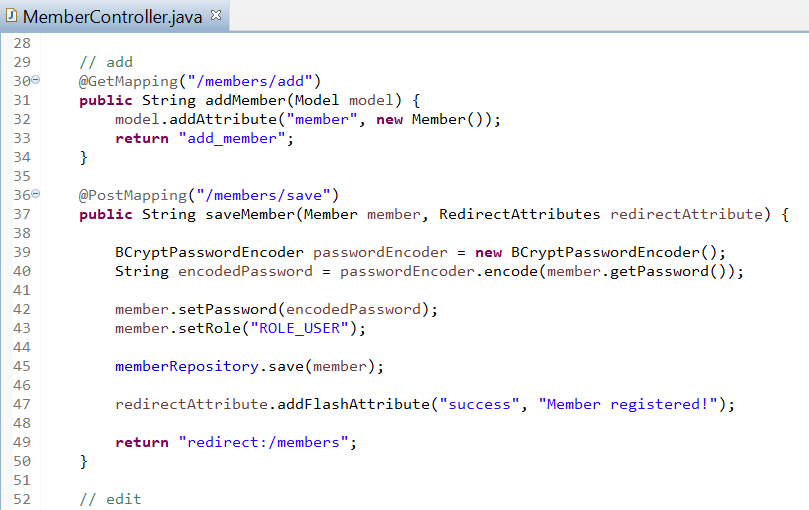 MemberController.java
28
29 // add
30 @GetMapping("/members/add")
31 public String addMember(Model model) {
32 model.addAttribute("member", new Member());
33 return "add_member";
34 }
35
36 @PostMapping("/members/save")
37 public String saveMember(Member member, RedirectAttributes redirectAttribute) {
38
39 BCryptPasswordEncoder passwordEncoder = new BCryptPasswordEncoder();
40 String encodedPassword = passwordEncoder.encode(member.getPassword());
41
42 member.setPassword(encodedPassword);
43 member.setRole("ROLE_USER");
44
45 memberRepository.save(member);
46
47 redirectAttribute.addFlashAttribute("success", "Member registered!");
48
49 return "redirect:/members";
50 }
51
52 // edit